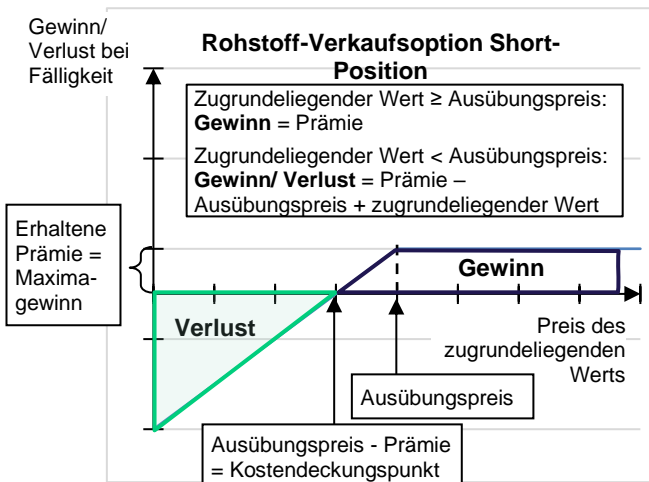 Gewinn/
Verlust bei
Fälligkeit
Rohstoff-Verkaufsoption Short-
Position
Zugrundeliegender Wert ≥ Ausübungspreis:
Gewinn = Prämie
Zugrundeliegender Wert < Ausübungspreis:
Gewinn/ Verlust = Prämie –
Ausübungspreis + zugrundeliegender Wert
Erhaltene
Prämie =
Maxima-
gewinn
Gewinn
Verlust
Preis des
zugrundeliegenden
Werts
Ausübungspreis
Ausübungspreis - Prämie
= Kostendeckungspunkt